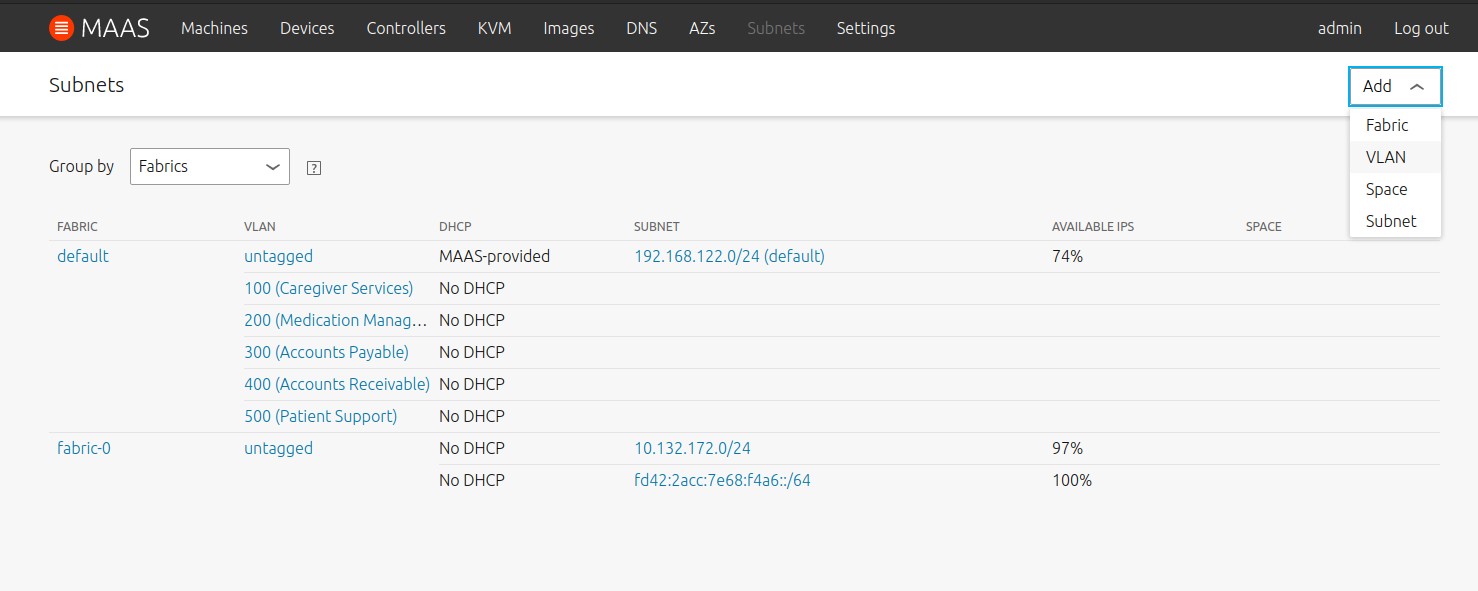 MAAS Machines Devices Controllers KVM Images DNS AZs Subnets Settings admin Log out
Subnets
Add
Fabric
VLAN
Space
Subnet
Group by Fabrics ?
FABRIC VLAN DHCP SUBNET AVAILABLE IPS SPACE
default untagged MAAS-provided 192.168.122.0/24 (default) 74%
100 (Caregiver Services) No DHCP
200 (Medication Manag... No DHCP
300 (Accounts Payable) No DHCP
400 (Accounts Receivable) No DHCP
500 (Patient Support) No DHCP
fabric-0 untagged No DHCP 10.132.172.0/24 97%
No DHCP fd42:2acc:7e68:f4a6::/64 100%